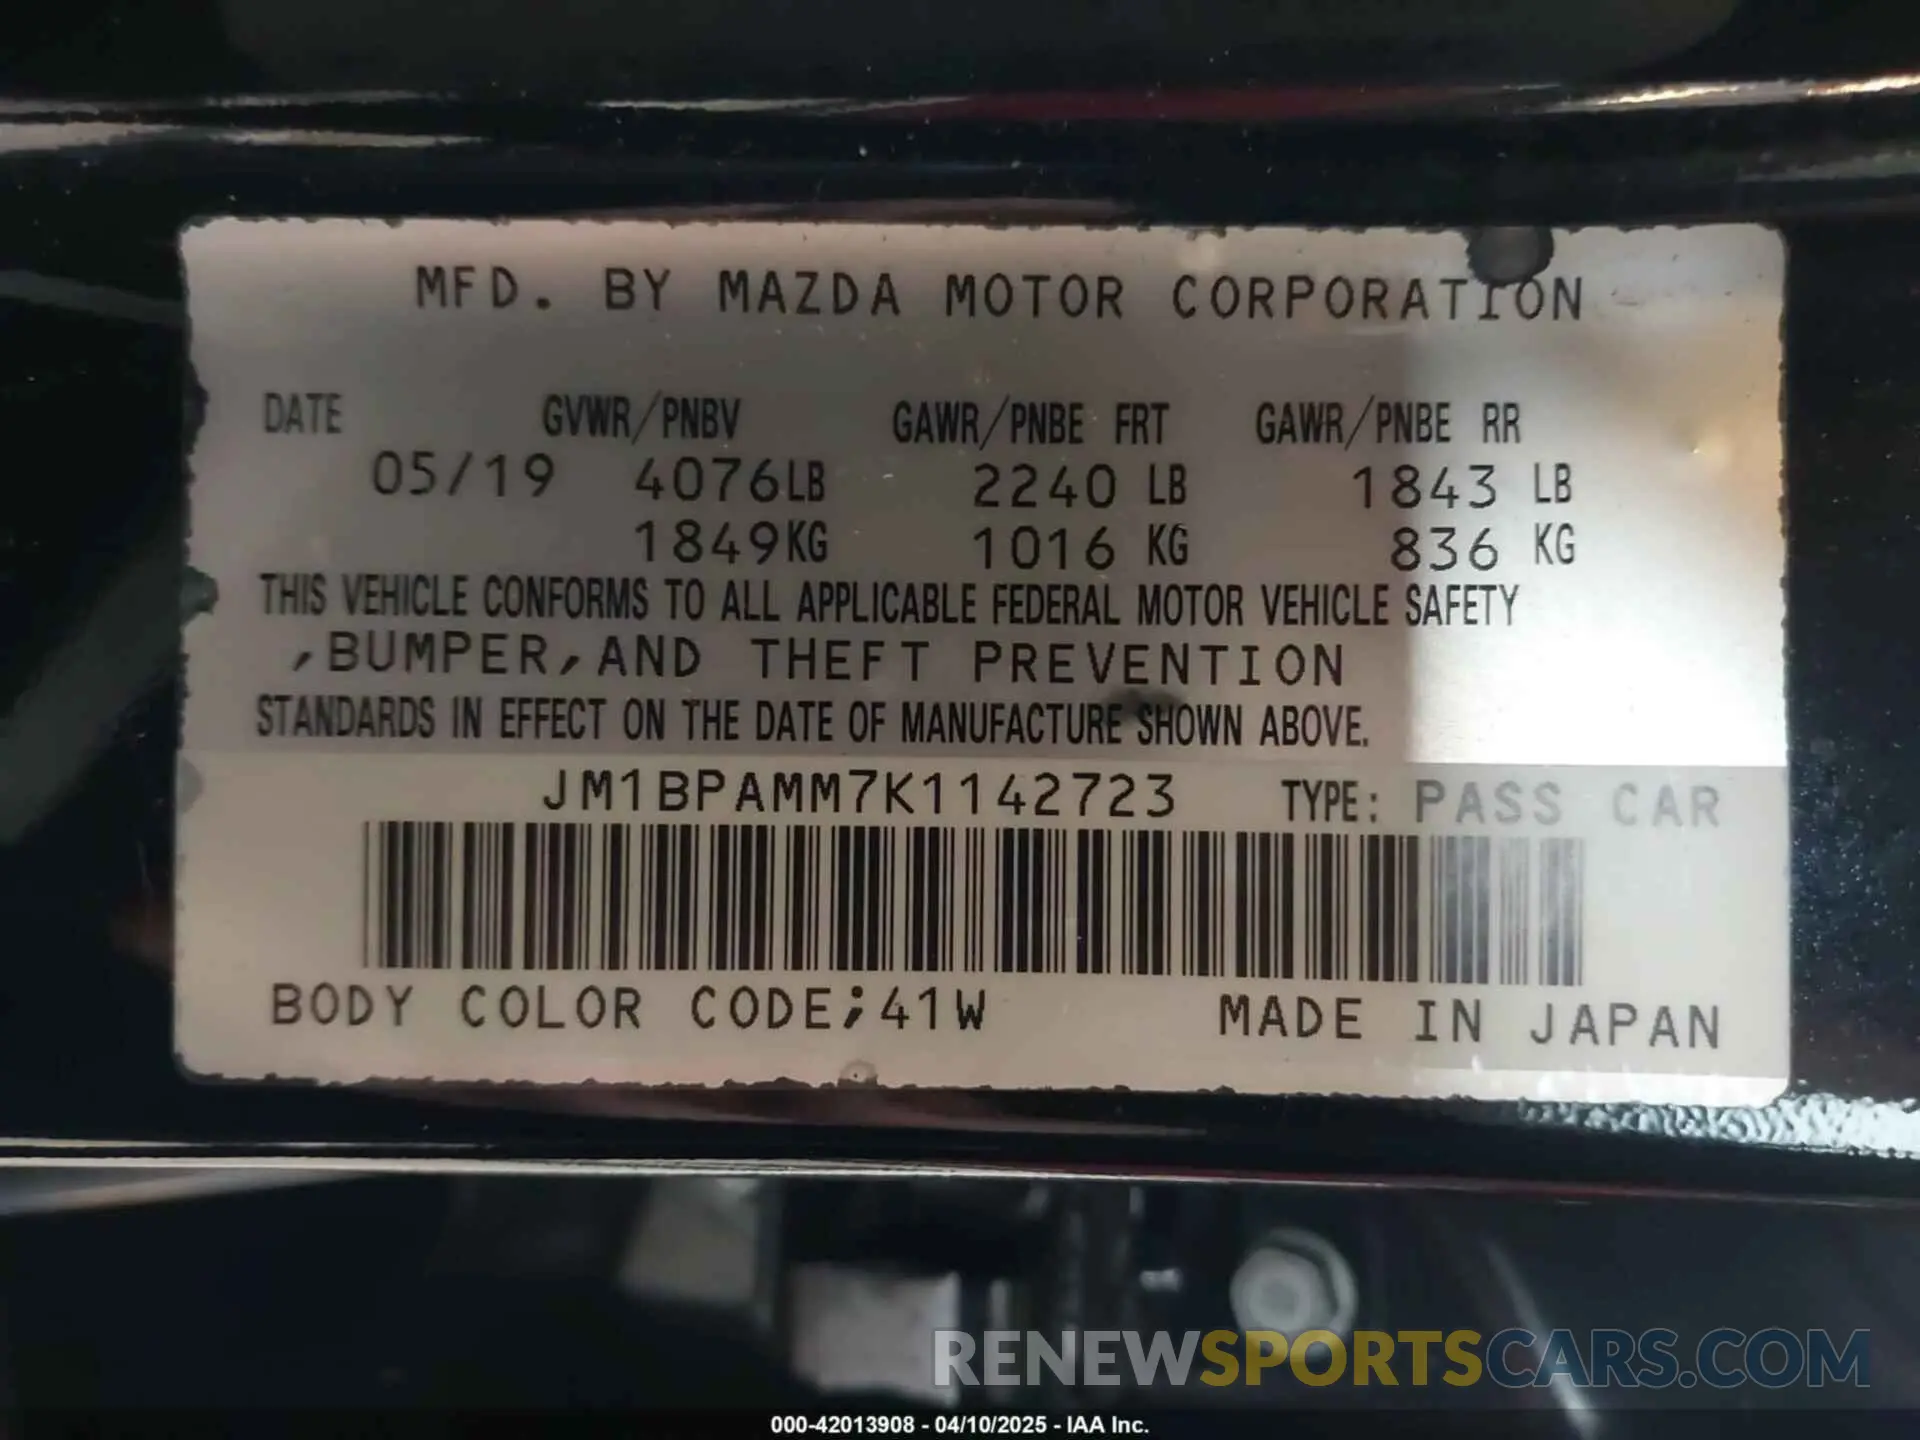 MFD. BY MAZDA MOTOR CORPORATION
DATE GVWR/PNBV GAWR/PNBE FRT GAWR/PNBE RR
05/19 4076LB 2240 LB 1843 LB
1849KG 1016 KG 836 KG
THIS VEHICLE CONFORMS TO ALL APPLICABLE FEDERAL MOTOR VEHICLE SAFETY
,BUMPER,AND THEFT PREVENTION
STANDARDS IN EFFECT ON THE DATE OF MANUFACTURE SHOWN ABOVE.
JM1BPAMM7K1142723 TYPE: PASS CAR
BODY COLOR CODE;41W MADE IN JAPAN
RENEWSPORTSCARS.COM
000-42013908 - 04/10/2025 - IAA Inc.